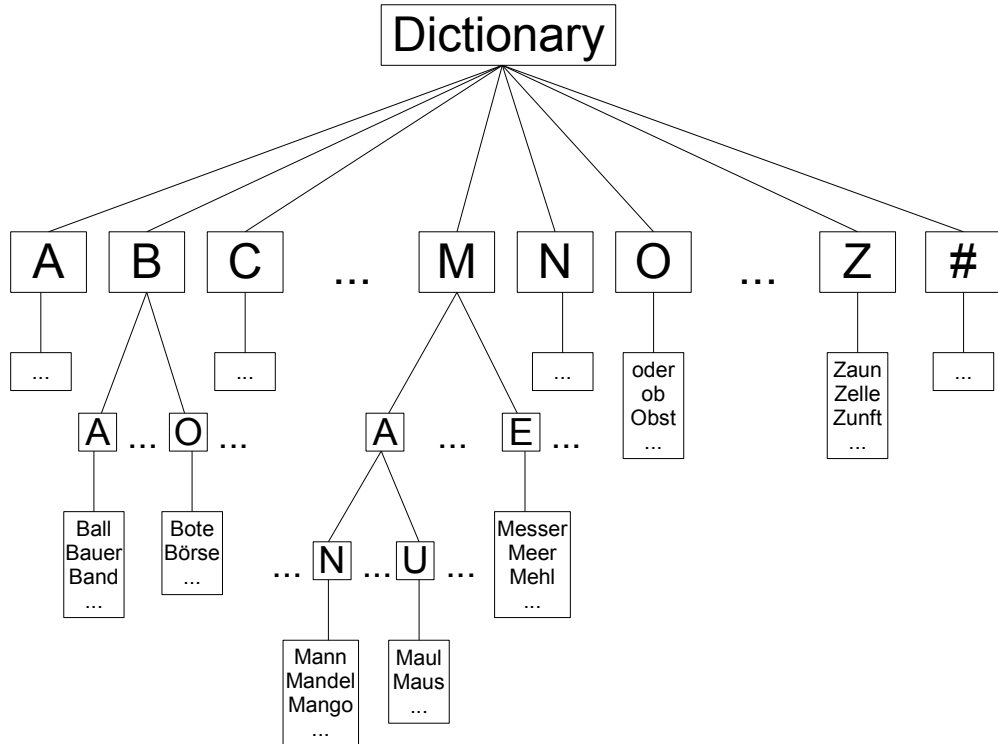 Dictionary
A B C ... M N O ... Z #
... ... ... oder Zaun ...
ob Zelle
Obst Zunft
... ...
A ... O ... A ... E ...
Ball Bote Messer
Bauer Börse Meer
Band ... Mehl
... ...
... N ... U ...
Mann Maul
Mandel Maus
Mango ...
...